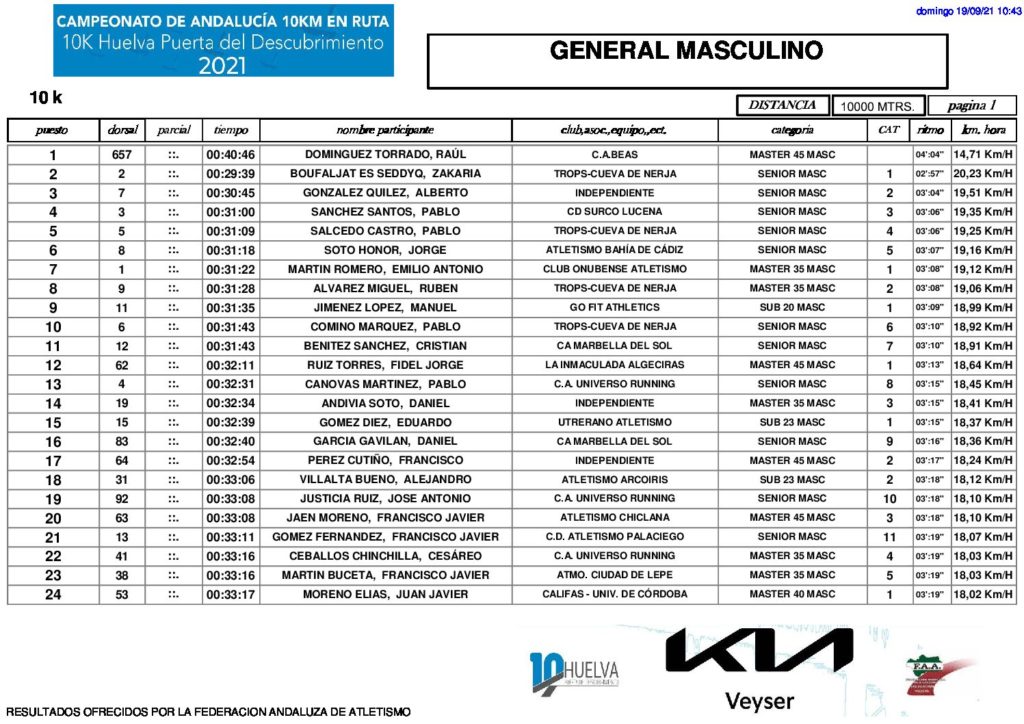 domingo 19/09/21 10:43
CAMPEONATO DE ANDALUCÍA 10KM EN RUTA
10K Huelva Puerta del Descubrimiento
2021
GENERAL MASCULINO
10 k
DISTANCIA 10000 MTRS. pagina 1
puesto dorsal parcial tiempo nombre participante club,asoc.,equipo,,ect. categoría CAT ritmo km. hora
1 657 ::. 00:40:46 DOMINGUEZ TORRADO, RAÚL C.A.BEAS MASTER 45 MASC 04':04" 14,71 Km/H
2 2 ::. 00:29:39 BOUFALJAT ES SEDDYQ, ZAKARIA TROPS-CUEVA DE NERJA SENIOR MASC 1 02':57" 20,23 Km/H
3 7 ::. 00:30:45 GONZALEZ QUILEZ, ALBERTO INDEPENDIENTE SENIOR MASC 2 03':04" 19,51 Km/H
4 3 ::. 00:31:00 SANCHEZ SANTOS, PABLO CD SURCO LUCENA SENIOR MASC 3 03':06" 19,35 Km/H
5 5 ::. 00:31:09 SALCEDO CASTRO, PABLO TROPS-CUEVA DE NERJA SENIOR MASC 4 03':06" 19,25 Km/H
6 8 ::. 00:31:18 SOTO HONOR, JORGE ATLETISMO BAHÍA DE CÁDIZ SENIOR MASC 5 03':07" 19,16 Km/H
7 1 ::. 00:31:22 MARTIN ROMERO, EMILIO ANTONIO CLUB ONUBENSE ATLETISMO MASTER 35 MASC 1 03':08" 19,12 Km/H
8 9 ::. 00:31:28 ALVAREZ MIGUEL, RUBEN TROPS-CUEVA DE NERJA MASTER 35 MASC 2 03':08" 19,06 Km/H
9 11 ::. 00:31:35 JIMENEZ LOPEZ, MANUEL GO FIT ATHLETICS SUB 20 MASC 1 03':09" 18,99 Km/H
10 6 ::. 00:31:43 COMINO MARQUEZ, PABLO TROPS-CUEVA DE NERJA SENIOR MASC 6 03':10" 18,92 Km/H
11 12 ::. 00:31:43 BENITEZ SANCHEZ, CRISTIAN CA MARBELLA DEL SOL SENIOR MASC 7 03':10" 18,91 Km/H
12 62 ::. 00:32:11 RUIZ TORRES, FIDEL JORGE LA INMACULADA ALGECIRAS MASTER 45 MASC 1 03':13" 18,64 Km/H
13 4 ::. 00:32:31 CANOVAS MARTINEZ, PABLO C.A. UNIVERSO RUNNING SENIOR MASC 8 03':15" 18,45 Km/H
14 19 ::. 00:32:34 ANDIVIA SOTO, DANIEL INDEPENDIENTE MASTER 35 MASC 3 03':15" 18,41 Km/H
15 15 ::. 00:32:39 GOMEZ DIEZ, EDUARDO UTRERANO ATLETISMO SUB 23 MASC 1 03':15" 18,37 Km/H
16 83 ::. 00:32:40 GARCIA GAVILAN, DANIEL CA MARBELLA DEL SOL SENIOR MASC 9 03':16" 18,36 Km/H
17 64 ::. 00:32:54 PEREZ CUTIÑO, FRANCISCO INDEPENDIENTE MASTER 45 MASC 2 03':17" 18,24 Km/H
18 31 ::. 00:33:06 VILLALTA BUENO, ALEJANDRO ATLETISMO ARCOIRIS SUB 23 MASC 2 03':18" 18,12 Km/H
19 92 ::. 00:33:08 JUSTICIA RUIZ, JOSE ANTONIO C.A. UNIVERSO RUNNING SENIOR MASC 10 03':18" 18,10 Km/H
20 63 ::. 00:33:08 JAEN MORENO, FRANCISCO JAVIER ATLETISMO CHICLANA MASTER 45 MASC 3 03':18" 18,10 Km/H
21 13 ::. 00:33:11 GOMEZ FERNANDEZ, FRANCISCO JAVIER C.D. ATLETISMO PALACIEGO SENIOR MASC 11 03':19" 18,07 Km/H
22 41 ::. 00:33:16 CEBALLOS CHINCHILLA, CESÁREO C.A. UNIVERSO RUNNING MASTER 35 MASC 4 03':19" 18,03 Km/H
23 38 ::. 00:33:16 MARTIN BUCETA, FRANCISCO JAVIER ATMO. CIUDAD DE LEPE MASTER 35 MASC 5 03':19" 18,03 Km/H
24 53 ::. 00:33:17 MORENO ELIAS, JUAN JAVIER CALIFAS - UNIV. DE CÓRDOBA MASTER 40 MASC 1 03':19" 18,02 Km/H
10 HUELVA
KIA
F.A.A.
Veyser
RESULTADOS OFRECIDOS POR LA FEDERACION ANDALUZA DE ATLETISMO